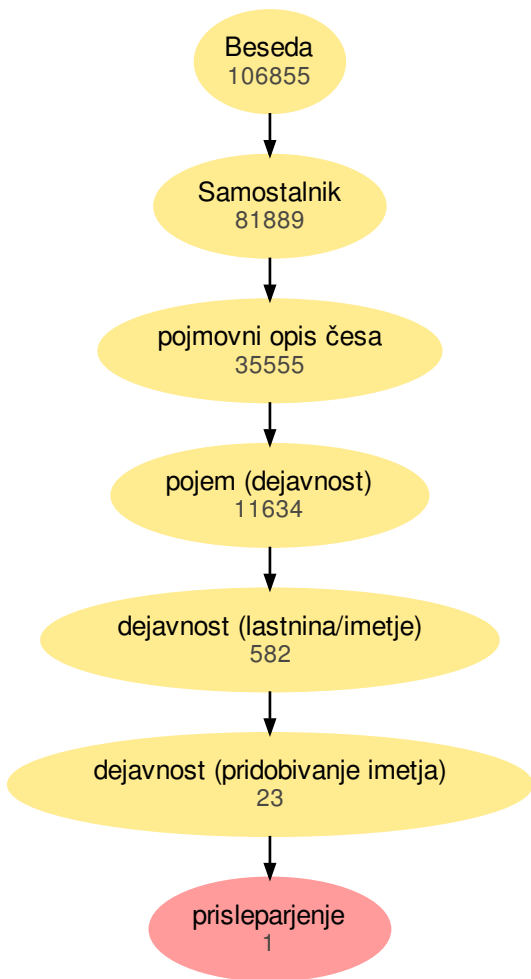 Beseda
106855
Samostalnik
81889
pojmovni opis česa
35555
pojem (dejavnost)
11634
dejavnost (lastnina/imetje)
582
dejavnost (pridobivanje imetja)
23
prisleparjenje
1